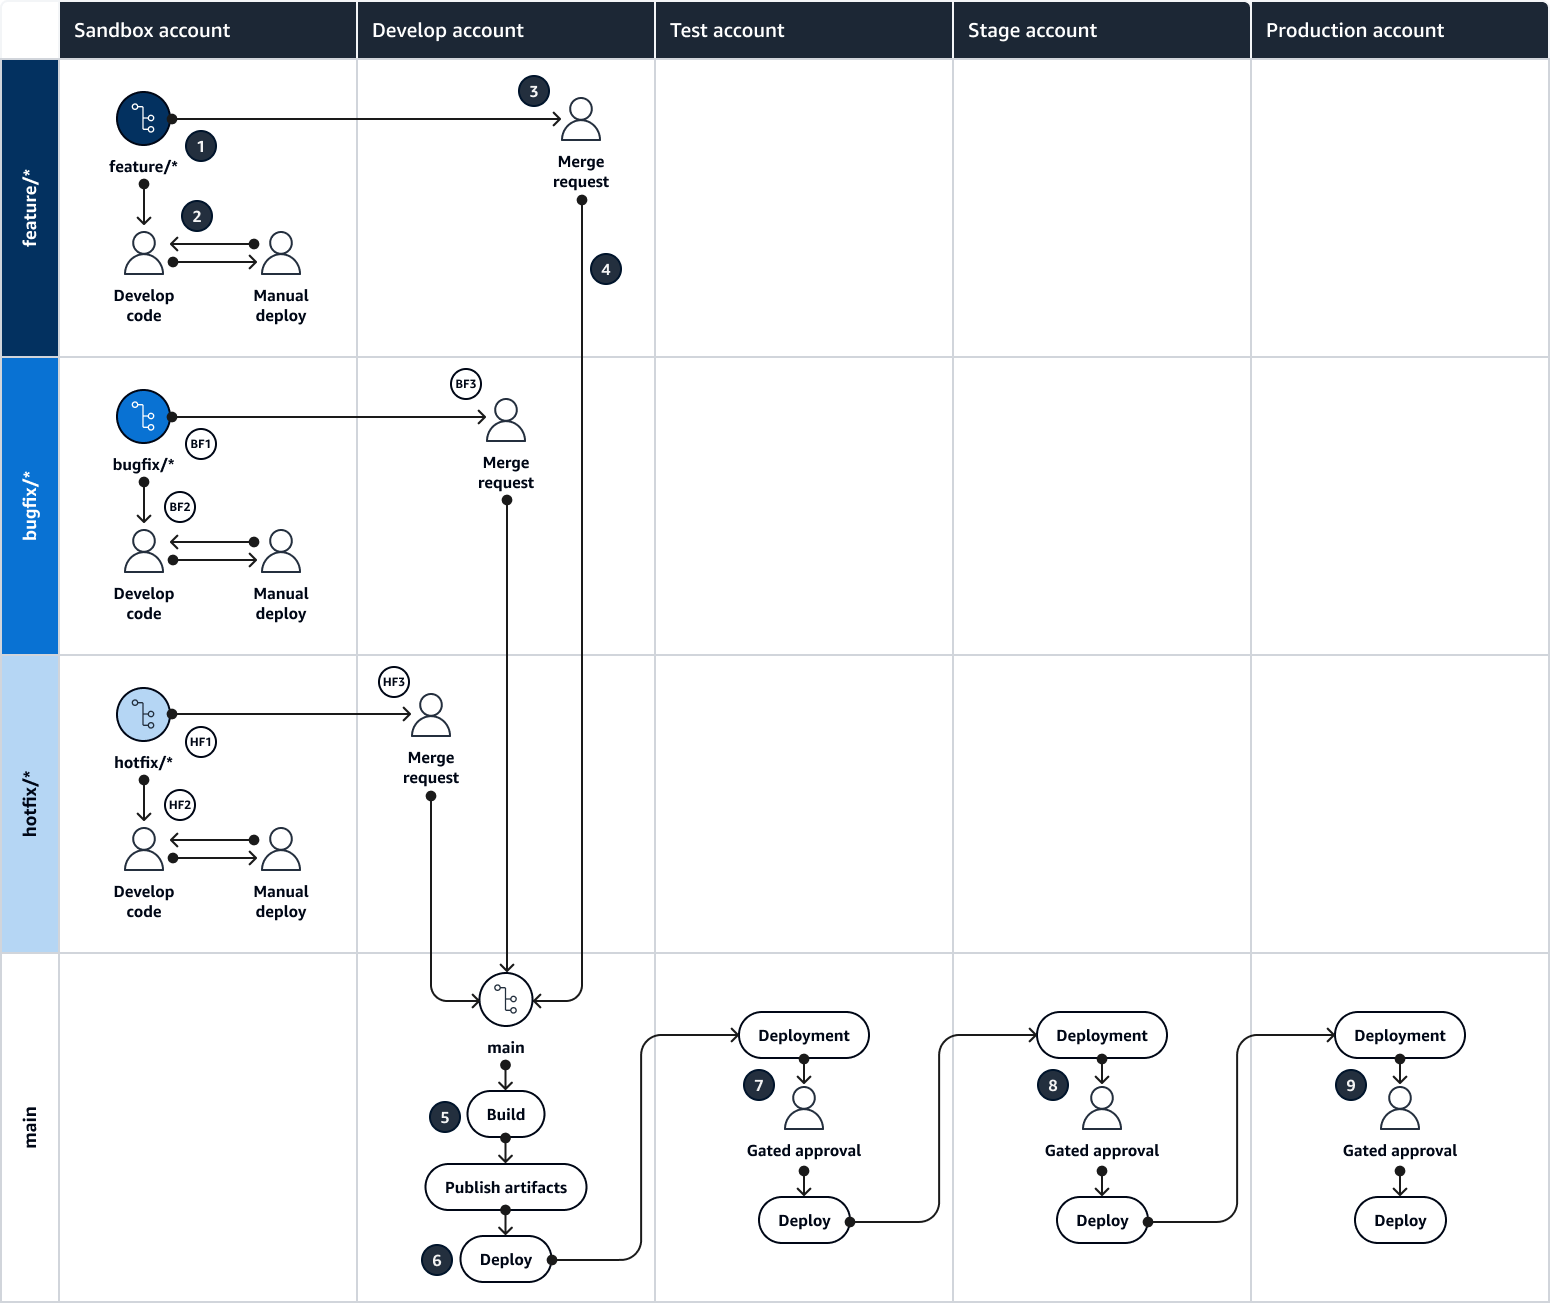 Sandbox account
Develop account
Test account
Stage account
Production account
feature/*
3
1
feature/*
Merge
request
2
4
Develop
code
Manual
deploy
bugfix/*
BF3
BF1
bugfix/*
Merge
request
BF2
Develop
code
Manual
deploy
hotfix/*
HF3
HF1
hotfix/*
Merge
request
HF2
Develop
code
Manual
deploy
main
main
5
Build
Publish artifacts
6
Deploy
Deployment
7
Gated approval
Deploy
Deployment
8
Gated approval
Deploy
Deployment
9
Gated approval
Deploy